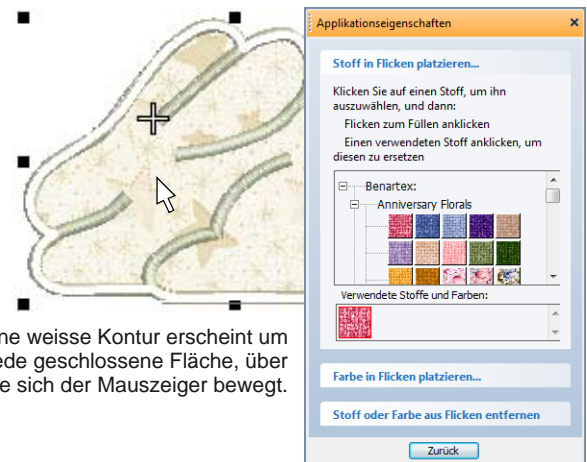 Applikationseigenschaften
Stoff in Flicken platzieren...
Klicken Sie auf einen Stoff, um ihn
auszuwählen, und dann:
Flicken zum Füllen anklicken
Einen verwendeten Stoff anklicken, um
diesen zu ersetzen
Benartex:
Anniversary Florals
Verwendete Stoffe und Farben:
Farbe in Flicken platzieren...
Stoff oder Farbe aus Flicken entfernen
Zurück
ne weisse Kontur erscheint um
ede geschlossene Fläche, über
e sich der Mauszeiger bewegt.